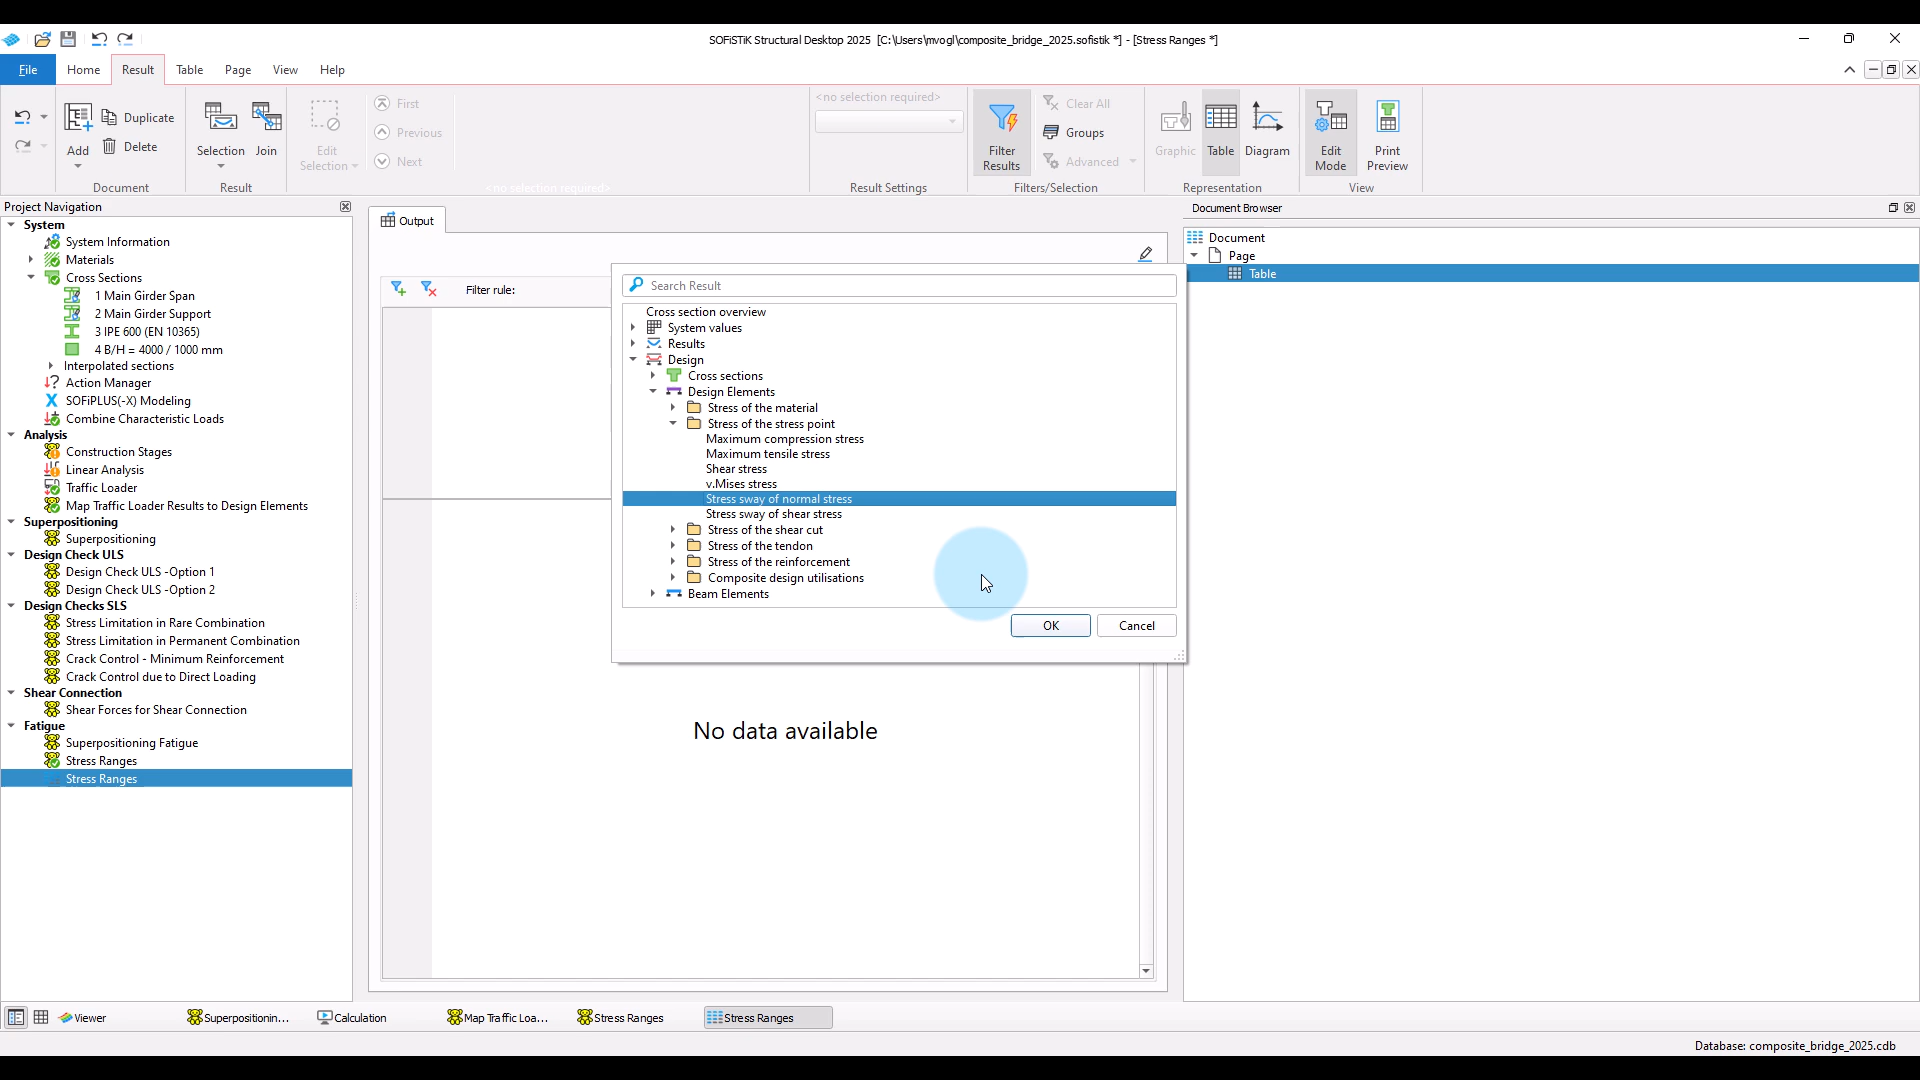 SOFiSTiK Structural Desktop 2025 [C:\Users\mvogl\composite_bridge_2025.sofistik *] - [Stress Ranges *]
File Home Result Table Page View Help
Add
Duplicate
Delete
Document
Selection
Join
Result
Edit Selection
First
Previous
Next
<no selection required>
<no selection required>
Result Settings
Filter Results
Clear All
Groups
Advanced
Filters/Selection
Graphic
Table
Diagram
Representation
Edit Mode
Print Preview
View
Project Navigation
System
System Information
Materials
Cross Sections
1 Main Girder Span
2 Main Girder Support
3 IPE 600 (EN 10365)
4 B/H = 4000 / 1000 mm
Interpolated sections
Action Manager
SOFiPLUS(-X) Modeling
Combine Characteristic Loads
Analysis
Construction Stages
Linear Analysis
Traffic Loader
Map Traffic Loader Results to Design Elements
Superpositioning
Superpositioning
Design Check ULS
Design Check ULS -Option 1
Design Check ULS -Option 2
Design Checks SLS
Stress Limitation in Rare Combination
Stress Limitation in Permanent Combination
Crack Control - Minimum Reinforcement
Crack Control due to Direct Loading
Shear Connection
Shear Forces for Shear Connection
Fatigue
Superpositioning Fatigue
Stress Ranges
Stress Ranges
Output
Filter rule:
Search Result
Cross section overview
System values
Results
Design
Cross sections
Design Elements
Stress of the material
Stress of the stress point
Maximum compression stress
Maximum tensile stress
Shear stress
v.Mises stress
Stress sway of normal stress
Stress sway of shear stress
Stress of the shear cut
Stress of the tendon
Stress of the reinforcement
Composite design utilisations
Beam Elements
OK Cancel
No data available
Document Browser
Document
Page
Table
Viewer Superpositionin... Calculation Map Traffic Loa... Stress Ranges Stress Ranges
Database: composite_bridge_2025.cdb